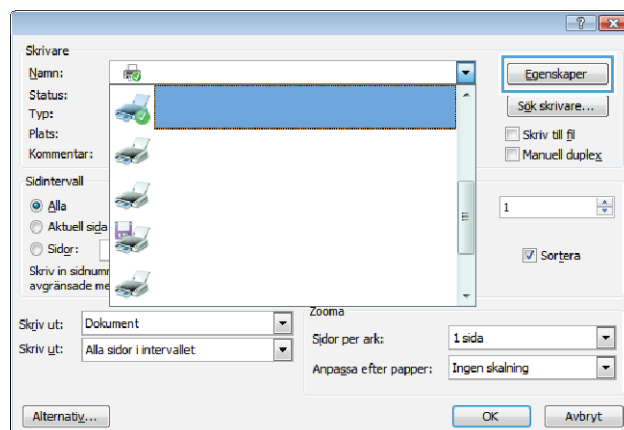 Skrivare
Namn:
Egenskaper
Status:
Sök skrivare...
Typ:
Plats:
Skriv till fil
Kommentar:
Manuell duplex
Sidintervall
Alla
1
Aktuell sida
Sidor:
Sortera
Skriv in
avgränsade
Zooma
Skriv ut:
Dokument
Sidor per ark:
1 sida
Skriv ut:
Alla sidor i intervallet
Anpassa efter papper:
Ingen skalning
Alternativ...
OK
Avbryt